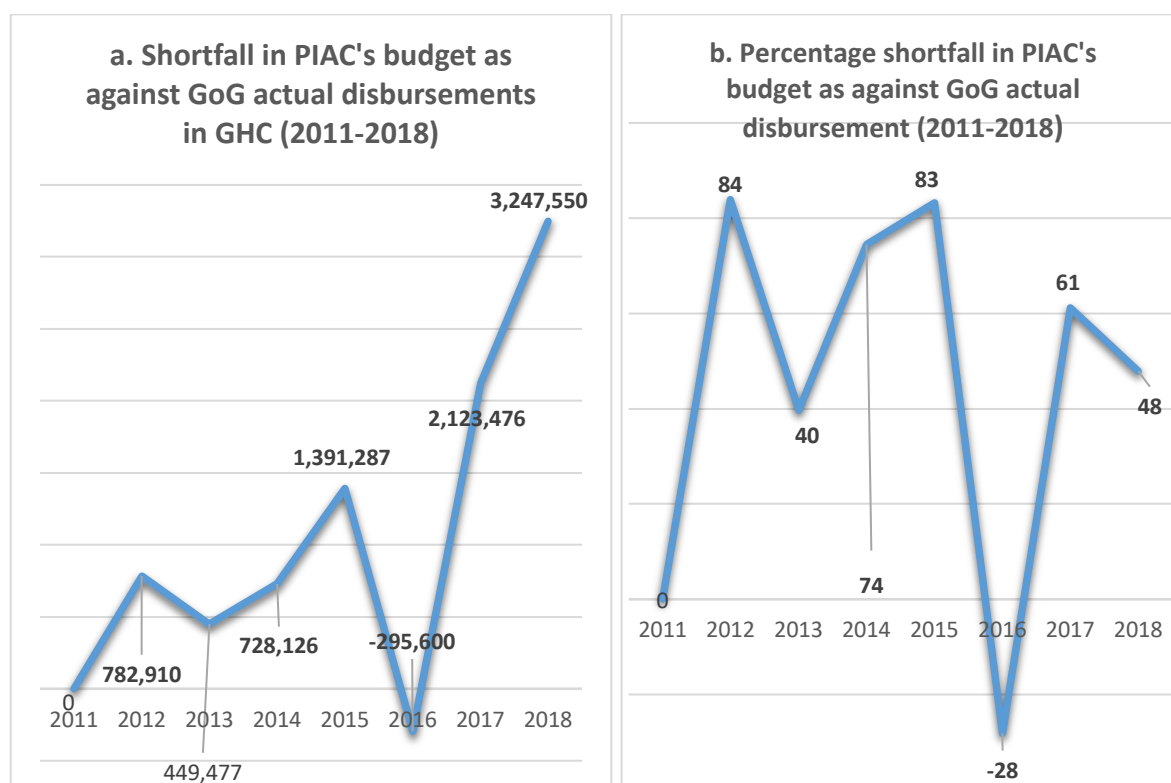 a. Shortfall in PIAC's budget as
against GoG actual disbursements
in GHC (2011-2018)
3,247,550
2,123,476
1,391,287
-295,600
728,126
782,910
0
2011 2012 2013 2014 2015 2016 2017 2018
449,477
b. Percentage shortfall in PIAC's
budget as against GoG actual
disbursement (2011-2018)
84
83
61
40
48
74
0
2011 2012 2013 2014 2015 2016 2017 2018
-28